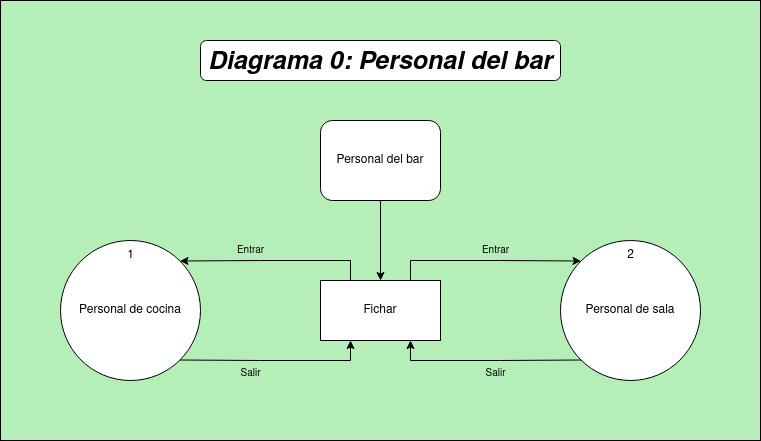 Diagrama 0: Personal del bar
Personal del bar
Entrar
Entrar
1
2
Personal de cocina
Fichar
Personal de sala
Salir
Salir